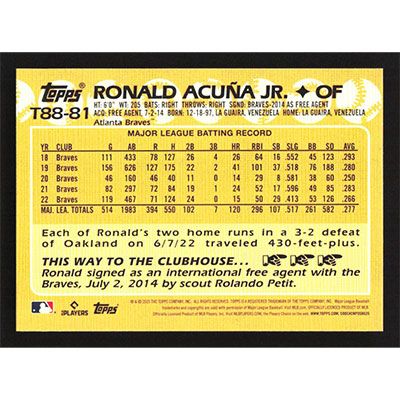 Topps RONALD ACUÑA JR. ✦ OF
T88-81 HT: 6'0" WT: 205 BATS: RIGHT THROWS: RIGHT SGND: BRAVES-2014 AS FREE AGENT
ACQ: FREE AGENT, 7-2-14 BORN: 12-18-97, LA GUAIRA, VENEZUELA HOME: LA GUAIRA, VENEZUELA
Atlanta Braves
MAJOR LEAGUE BATTING RECORD
YR CLUB G AB R H 2B 3B HR RBI SB SLG BB SO AVG
18 Braves 111 433 78 127 26 4 26 64 16 .552 45 123 .293
19 Braves 156 626 127 175 22 2 41 101 37 .518 76 188 .280
20 Braves 46 160 46 40 11 0 14 29 8 .581 38 60 .250
21 Braves 82 297 72 84 19 1 24 52 17 .596 49 85 .283
22 Braves 119 467 71 124 24 0 15 50 29 .413 53 126 .266
MAJ. LEA. TOTALS 514 1983 394 550 102 7 120 296 107 .517 261 582 .277
Each of Ronald's two home runs in a 3-2 defeat
of Oakland on 6/7/22 traveled 430-feet-plus.
THIS WAY TO THE CLUBHOUSE...
Ronald signed as an international free agent with the
Braves, July 2, 2014 by scout Rolando Petit.
PLAYERS Topps